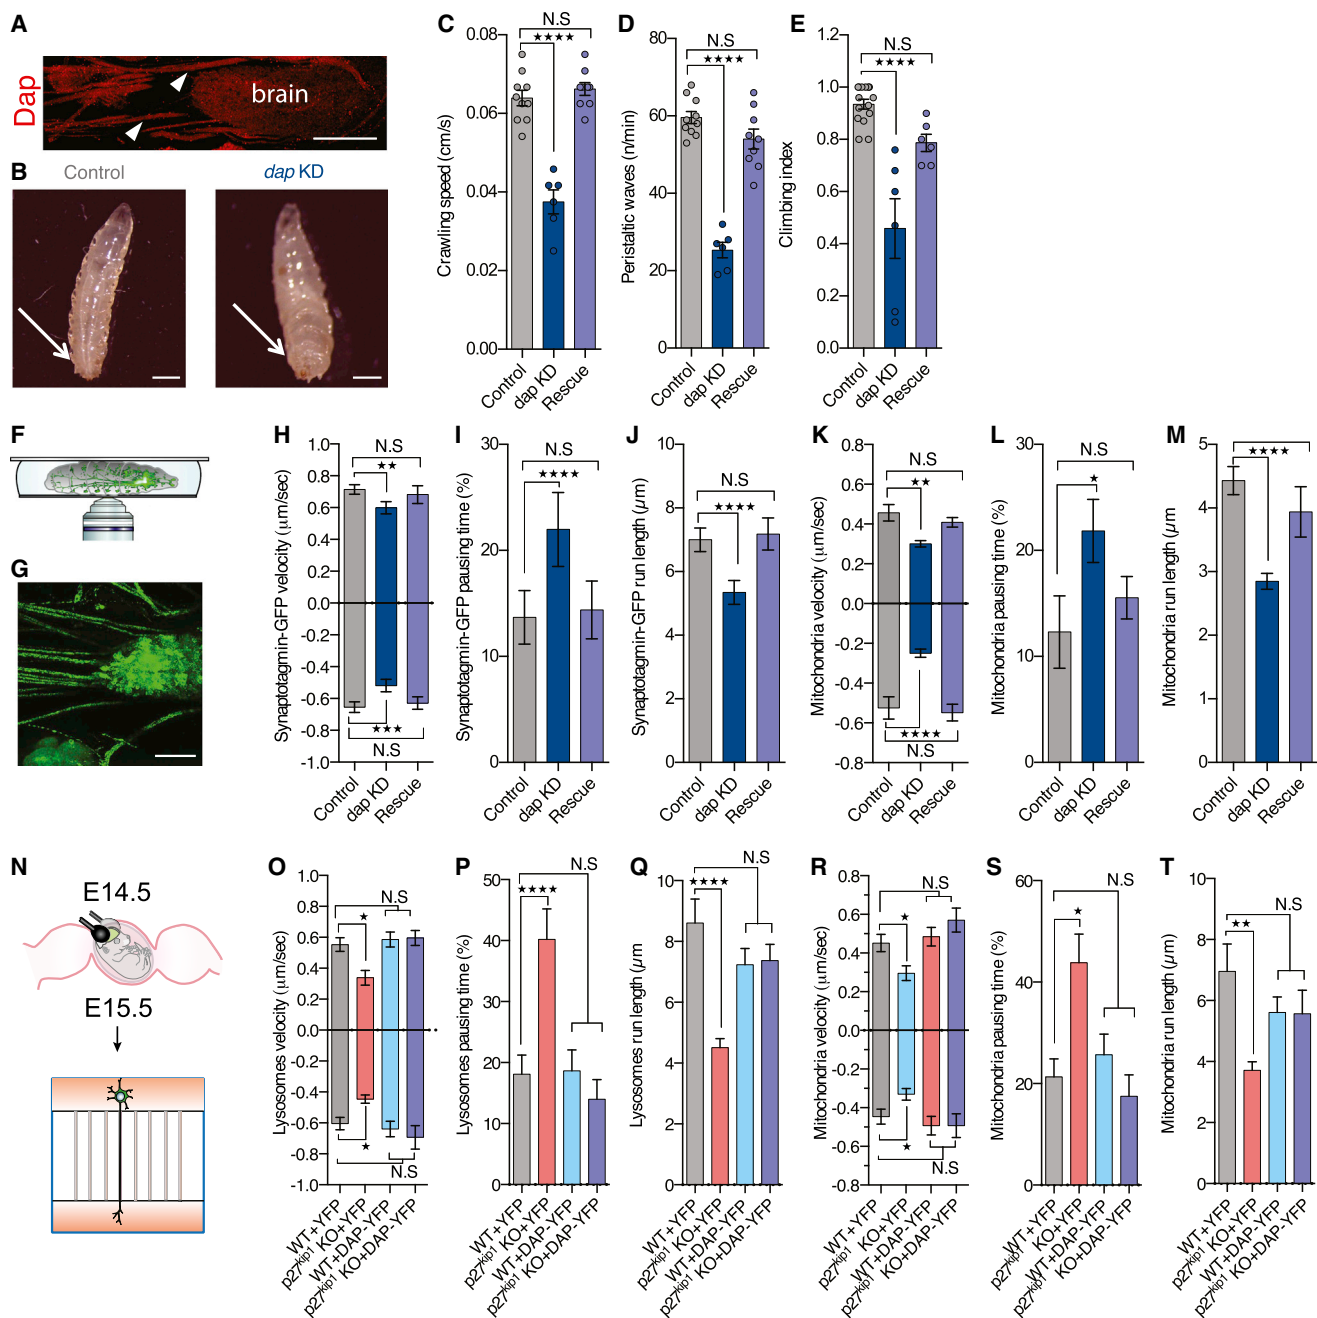 A
Dap
brain
B
Control
dap KD
C
Crawling speed (cm/s)
0.08
0.06
0.04
0.02
0.00
N.S
★★★★
Control
dap KD
Rescue
D
Peristaltic waves (n/min)
80
60
40
20
0
N.S
★★★★
Control
dap KD
Rescue
E
Climbing index
1.2
1.0
0.8
0.6
0.4
0.2
0.0
N.S
★★★★
Control
dap KD
Rescue
F
G
H
Synaptotagmin-GFP velocity (μm/sec)
1.0
0.8
0.6
0.4
0.2
0.0
-0.2
-0.4
-0.6
-0.8
-1.0
N.S
★★
★★★
N.S
Control
dap KD
Rescue
I
Synaptotagmin-GFP pausing time (%)
30
20
10
0
N.S
★★★★
Control
dap KD
Rescue
J
Synaptotagmin-GFP run length (μm)
10
8
6
4
2
0
N.S
★★★★
Control
dap KD
Rescue
K
Mitochondria velocity (μm/sec)
0.8
0.6
0.4
0.2
0.0
-0.2
-0.4
-0.6
-0.8
N.S
★★
★★★★
N.S
Control
dap KD
Rescue
L
Mitochondria pausing time (%)
30
20
10
0
N.S
★
Control
dap KD
Rescue
M
Mitochondria run length (μm
5
4
3
2
1
0
N.S
★★★★
Control
dap KD
Rescue
N
E14.5
E15.5
O
Lysosomes velocity (μm/sec)
1.0
0.8
0.6
0.4
0.2
0.0
-0.2
-0.4
-0.6
-0.8
-1.0
N.S
★
★
N.S
WT+YFP
p27kip1 KO+YFP
WT+DAP-YFP
p27kip1 KO+DAP-YFP
P
Lysosomes pausing time (%)
50
40
30
20
10
0
N.S
★★★★
WT+YFP
p27kip1 KO+YFP
WT+DAP-YFP
p27kip1 KO+DAP-YFP
Q
Lysosomes run length (μm
10
8
6
4
2
0
N.S
★★★★
WT+YFP
p27kip1 KO+YFP
WT+DAP-YFP
p27kip1 KO+DAP-YFP
R
Mitochondria velocity (μm/sec)
0.8
0.6
0.4
0.2
0.0
-0.2
-0.4
-0.6
-0.8
N.S
★
★
N.S
WT+YFP
p27kip1 KO+YFP
WT+DAP-YFP
p27kip1 KO+DAP-YFP
S
Mitochondria pausing time (%)
60
40
20
0
N.S
★
WT+YFP
p27kip1 KO+YFP
WT+DAP-YFP
p27kip1 KO+DAP-YFP
T
Mitochondria run length (μm)
10
8
6
4
2
0
N.S
★★
WT+YFP
p27kip1 KO+YFP
WT+DAP-YFP
p27kip1 KO+DAP-YFP